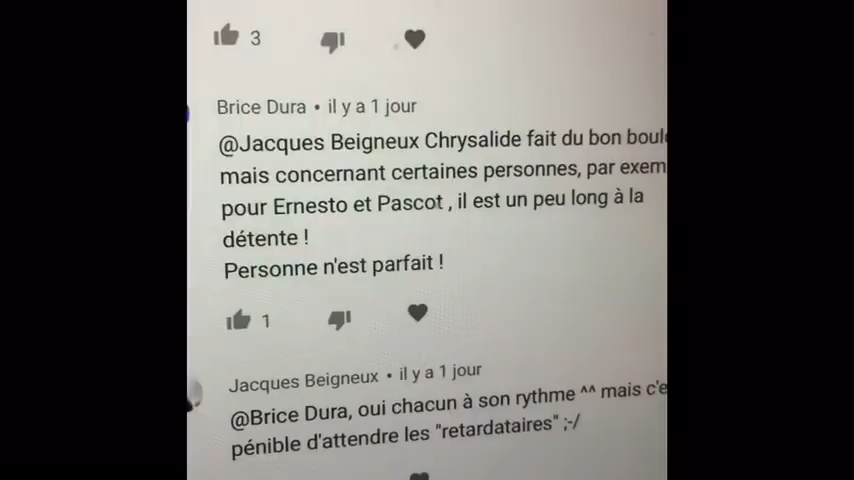 3
Brice Dura • il y a 1 jour
@Jacques Beigneux Chrysalide fait du bon boul
mais concernant certaines personnes, par exem
pour Ernesto et Pascot , il est un peu long à la
détente !
Personne n'est parfait !
1
Jacques Beigneux • il y a 1 jour
@Brice Dura, oui chacun à son rythme ^^ mais c'e
pénible d'attendre les "retardataires" ;-/